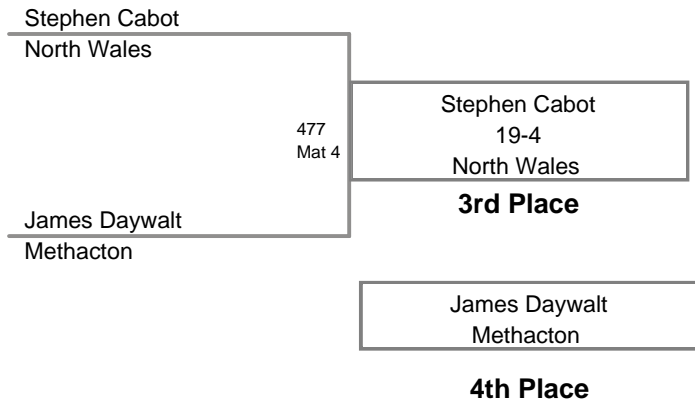 Stephen Cabot
North Wales
477
Mat 4
Stephen Cabot
19-4
North Wales
3rd Place
James Daywalt
Methacton
James Daywalt
Methacton
4th Place